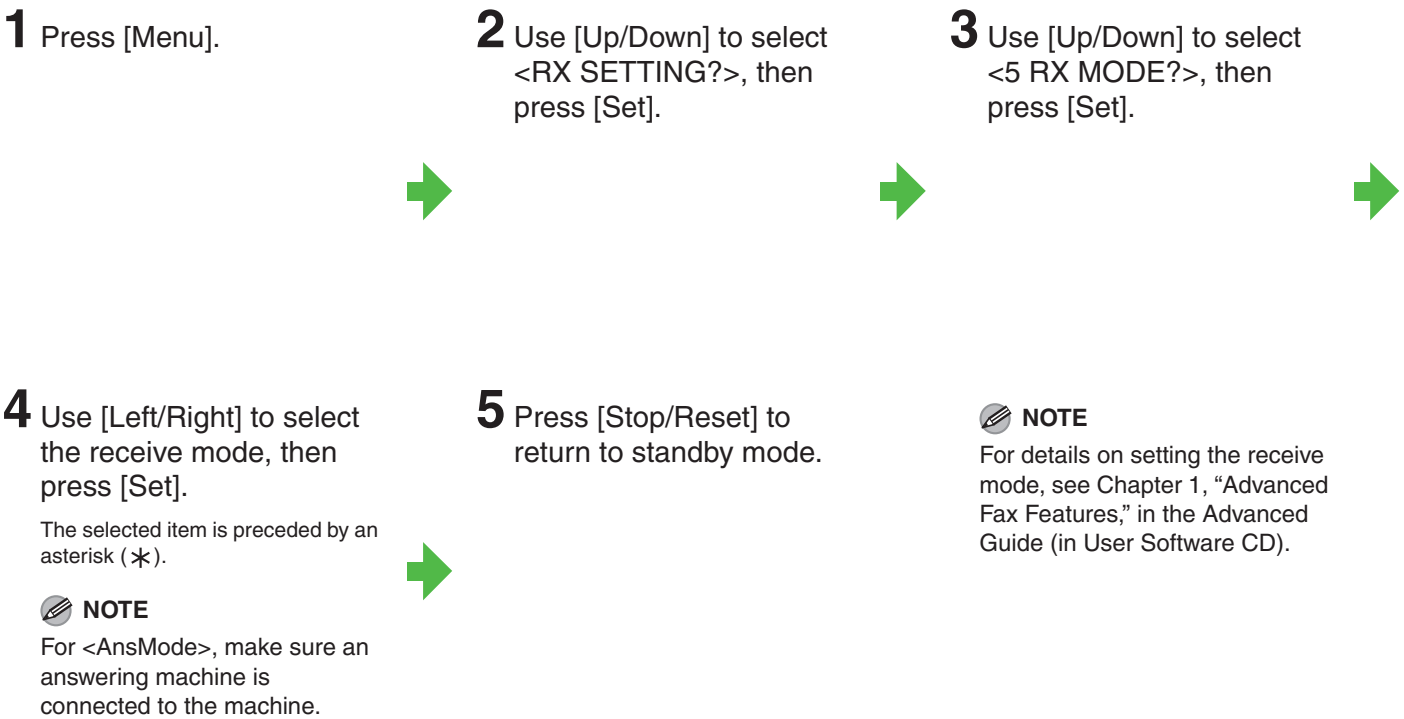 1 Press [Menu].
2 Use [Up/Down] to select
<RX SETTING?>, then
press [Set].
3 Use [Up/Down] to select
<5 RX MODE?>, then
press [Set].
4 Use [Left/Right] to select
the receive mode, then
press [Set].
The selected item is preceded by an
asterisk (*).
NOTE
For <AnsMode>, make sure an
answering machine is
connected to the machine.
5 Press [Stop/Reset] to
return to standby mode.
NOTE
For details on setting the receive
mode, see Chapter 1, “Advanced
Fax Features,” in the Advanced
Guide (in User Software CD).